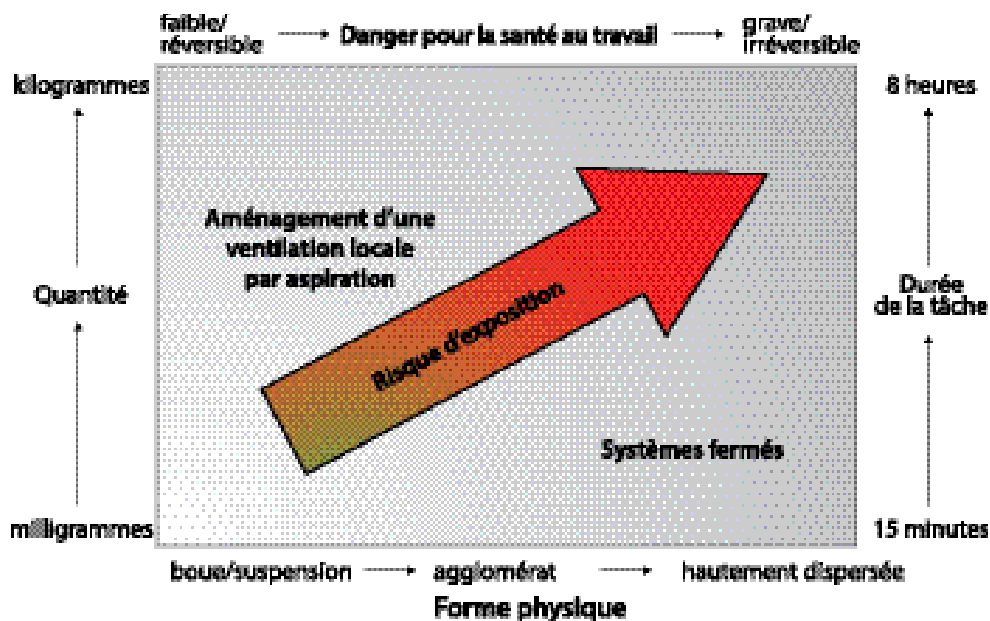 faible/
réversible
Danger pour la santé au travail
grave/
irréversible
kilogrammes
8 heures
Aménagement d'une
ventilation locale
par aspiration
Quantité
Durée
de la tâche
Risque d'exposition
Systèmes fermés
milligrammes
15 minutes
boue/suspension
agglomérat
hautement dispersée
Forme physique